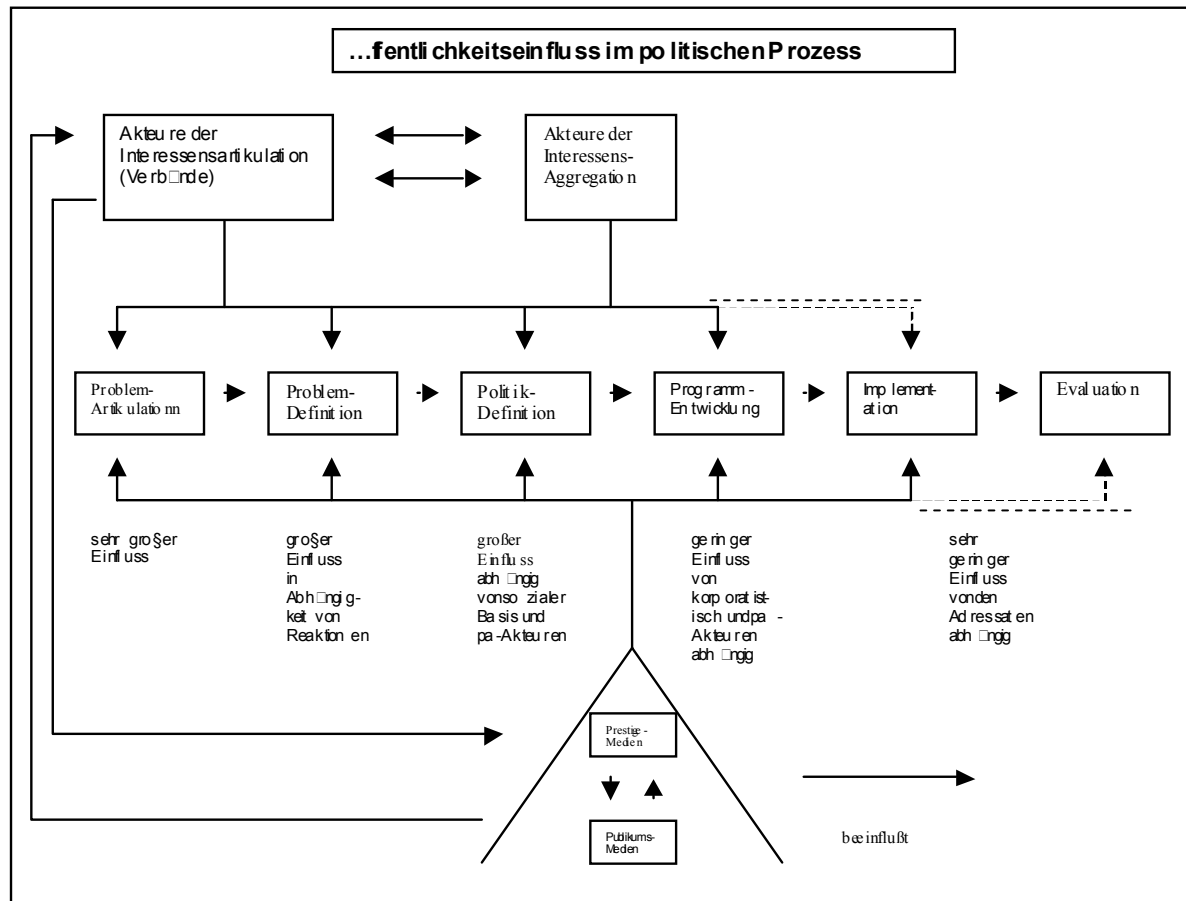 …ffentlichkeitseinfluss im politischen Prozess
Akteure der
Interessensartikulation
(Verb□nde)
Akteure der
Interessens-
Aggregation
Problem-
Artikulationn
Problem-
Definition
Politik-
Definition
Programm-
Entwicklung
Implement-
ation
Evaluation
sehr gro§er
Einfluss
gro§er
Einfluss
in
Abh□ngig-
keit von
Reaktionen
großer
Einfluss
abh□ngig
von sozialer
Basis und
pa-Akteuren
geringer
Einfluss
von
korporatist-
isch und pa-
Akteuren
abh□ngig
sehr
geringer
Einfluss
von den
Adressaten
abh□ngig
Prestige-
Medien
Publikums-
Medien
beeinflußt